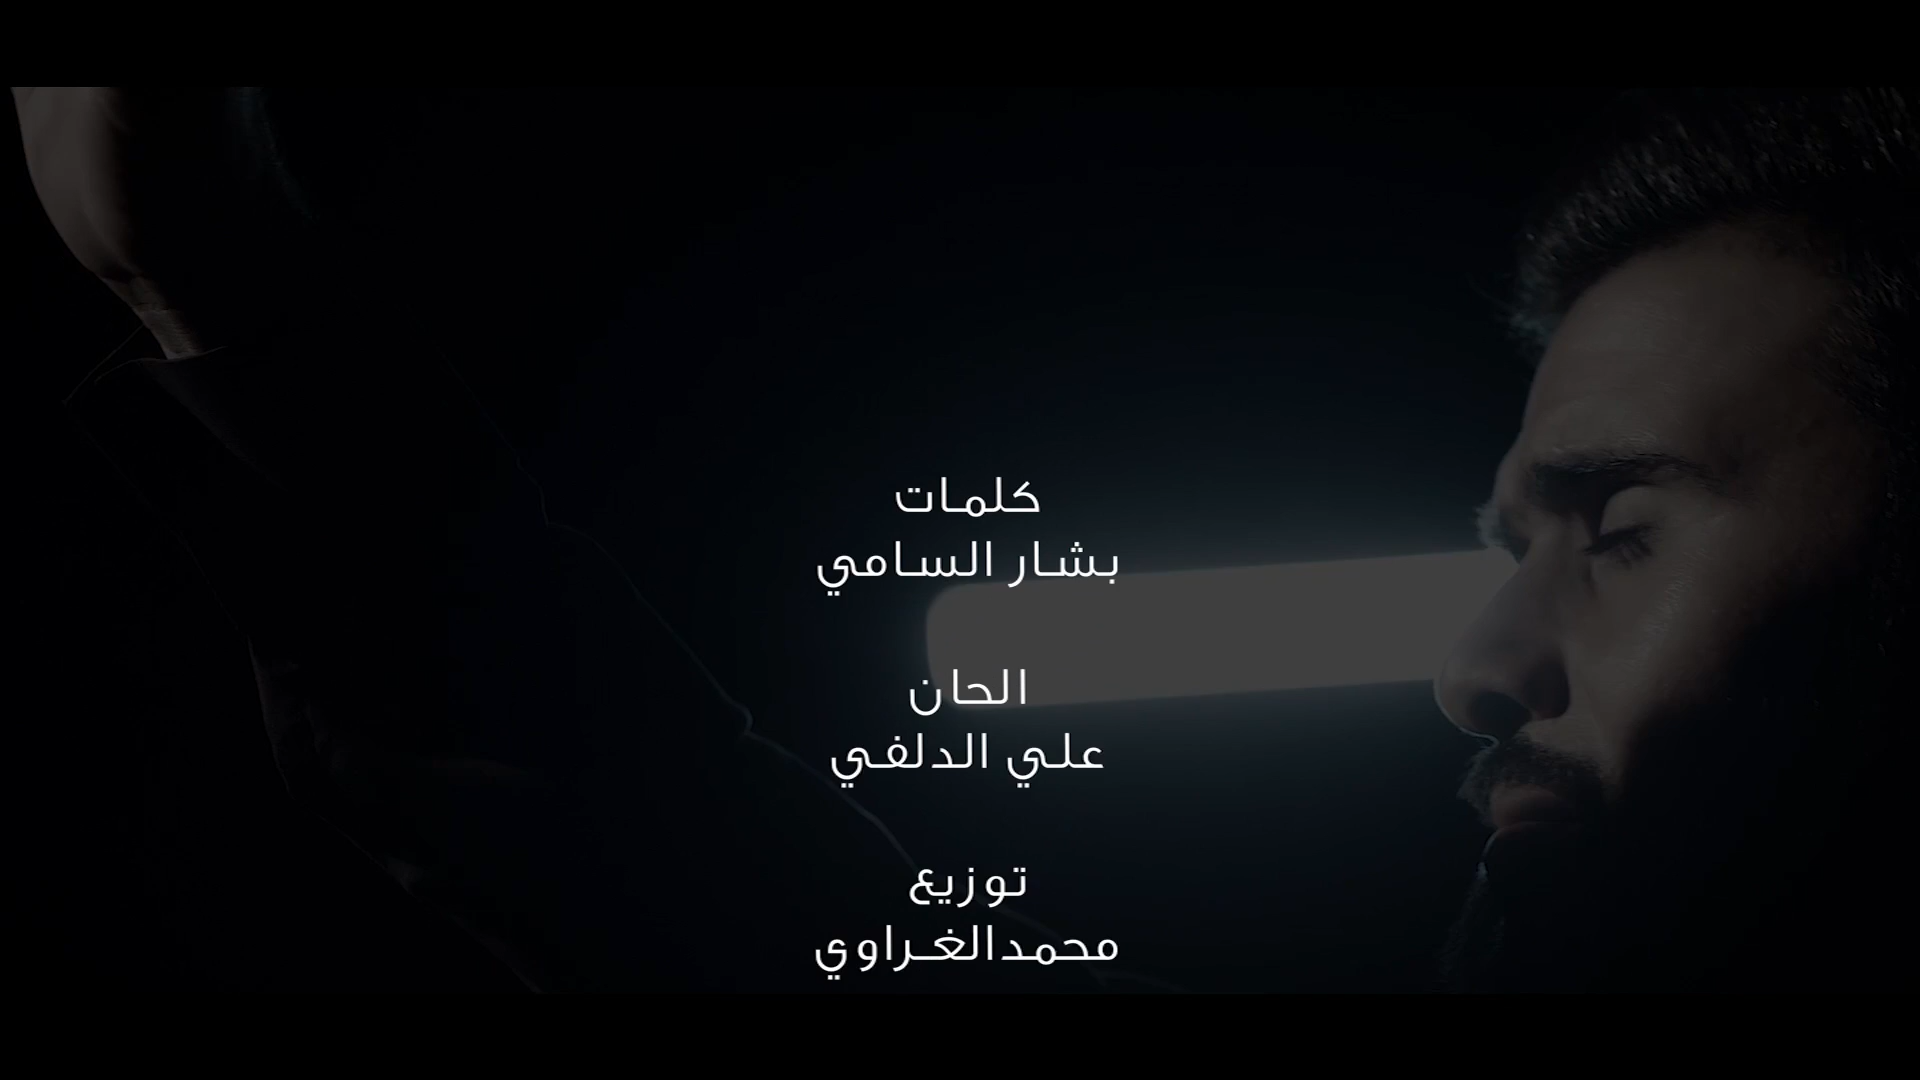 كلمات
بشار السامي
الحان
علي الدلفي
توزيع
محمدالغراوي